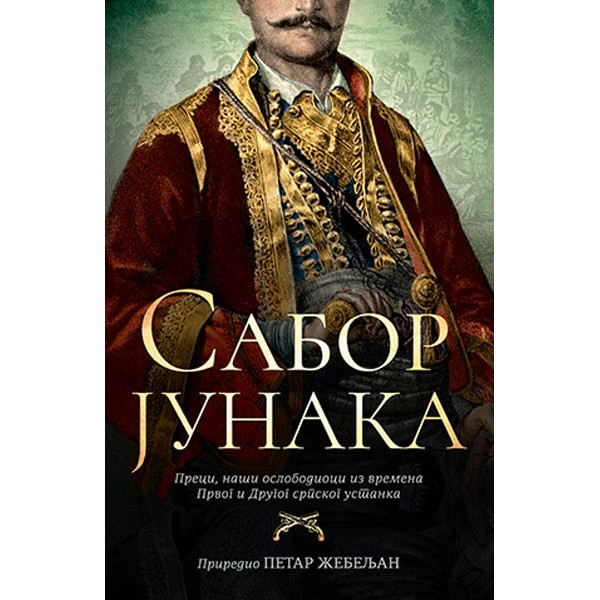 САБОР
ЈУНАКА
Преци, наши ослободиоци из времена
Првог и Другог српског устанка
Приредио ПЕТАР ЖЕБЕЉАН